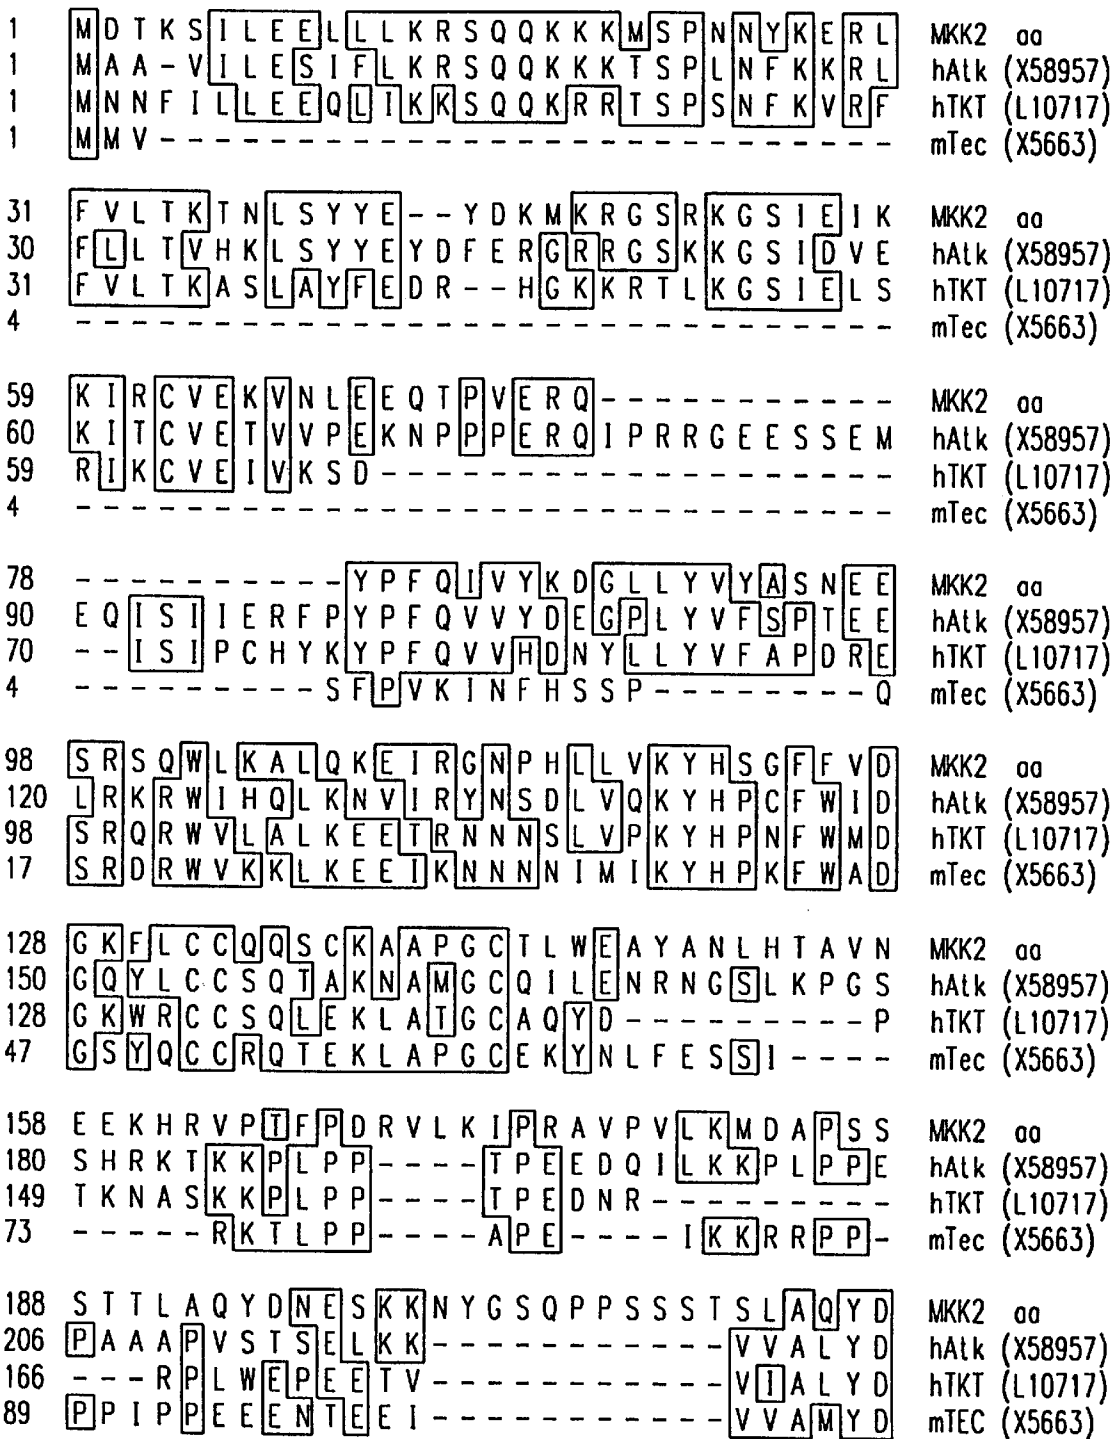 1 M D T K S I L E E L L L K R S Q Q K K K M S P N N Y K E R L MKK2 aa
1 M A A - V I L E S I F L K R S Q Q K K K T S P L N F K K R L hAtk (X58957)
1 M N N F I L L E E Q L I K K S Q Q K R R T S P S N F K V R F hTKT (L10717)
1 M M V - - - - - - - - - - - - - - - - - - - - - - - - - - - mTec (X5663)
31 F V L T K T N L S Y Y E - - Y D K M K R G S R K G S I E I K MKK2 aa
30 F L L T V H K L S Y Y E Y D F E R G R R G S K K G S I D V E hAtk (X58957)
31 F V L T K A S L A Y F E D R - - H G K K R T L K G S I E L S hTKT (L10717)
4 - - - - - - - - - - - - - - - - - - - - - - - - - - - - - - mTec (X5663)
59 K I R C V E K V N L E E Q T P V E R Q - - - - - - - - - - - MKK2 aa
60 K I T C V E T V V P E K N P P P E R Q I P R R G E E S S E M hAtk (X58957)
59 R I K C V E I V K S D - - - - - - - - - - - - - - - - - - - hTKT (L10717)
4 - - - - - - - - - - - - - - - - - - - - - - - - - - - - - - mTec (X5663)
78 - - - - - - - - - - Y P F Q I V Y K D G L L Y V Y A S N E E MKK2 aa
90 E Q I S I I E R F P Y P F Q V V Y D E G P L Y V F S P T E E hAtk (X58957)
70 - - I S I P C H Y K Y P F Q V V H D N Y L L Y V F A P D R E hTKT (L10717)
4 - - - - - - - - - - S F P V K I N F H S S P - - - - - - - - Q mTec (X5663)
98 S R S Q W L K A L Q K E I R G N P H L L V K Y H S G F F V D MKK2 aa
120 L R K R W I H Q L K N V I R Y N S D L V Q K Y H P C F W I D hAtk (X58957)
98 S R Q R W V L A L K E E T R N N N S L V P K Y H P N F W M D hTKT (L10717)
17 S R D R W V K K L K E E I K N N N N I M I K Y H P K F W A D mTec (X5663)
128 G K F L C C Q Q S C K A A P G C T L W E A Y A N L H T A V N MKK2 aa
150 G Q Y L C C S Q T A K N A M G C Q I L E N R N G S L K P G S hAtk (X58957)
128 G K W R C C S Q L E K L A T G C A Q Y D - - - - - - - - - P hTKT (L10717)
47 G S Y Q C C R Q T E K L A P G C E K Y N L F E S S I - - - - mTec (X5663)
158 E E K H R V P T F P D R V L K I P R A V P V L K M D A P S S MKK2 aa
180 S H R K T K K P L P P - - - - T P E E D Q I L K K P L P P E hAtk (X58957)
149 T K N A S K K P L P P - - - - T P E D N R - - - - - - - - - hTKT (L10717)
73 - - - - - R K T L P P - - - - A P E - - - - I K K R R P P - mTec (X5663)
188 S T T L A Q Y D N E S K K N Y G S Q P P S S S T S L A Q Y D MKK2 aa
206 P A A A P V S T S E L K K - - - - - - - - - - - V V A L Y D hAtk (X58957)
166 - - - R P L W E P E E T V - - - - - - - - - - - V I A L Y D hTKT (L10717)
89 P P I P P E E E N T E E I - - - - - - - - - - - V V A M Y D mTEC (X5663)